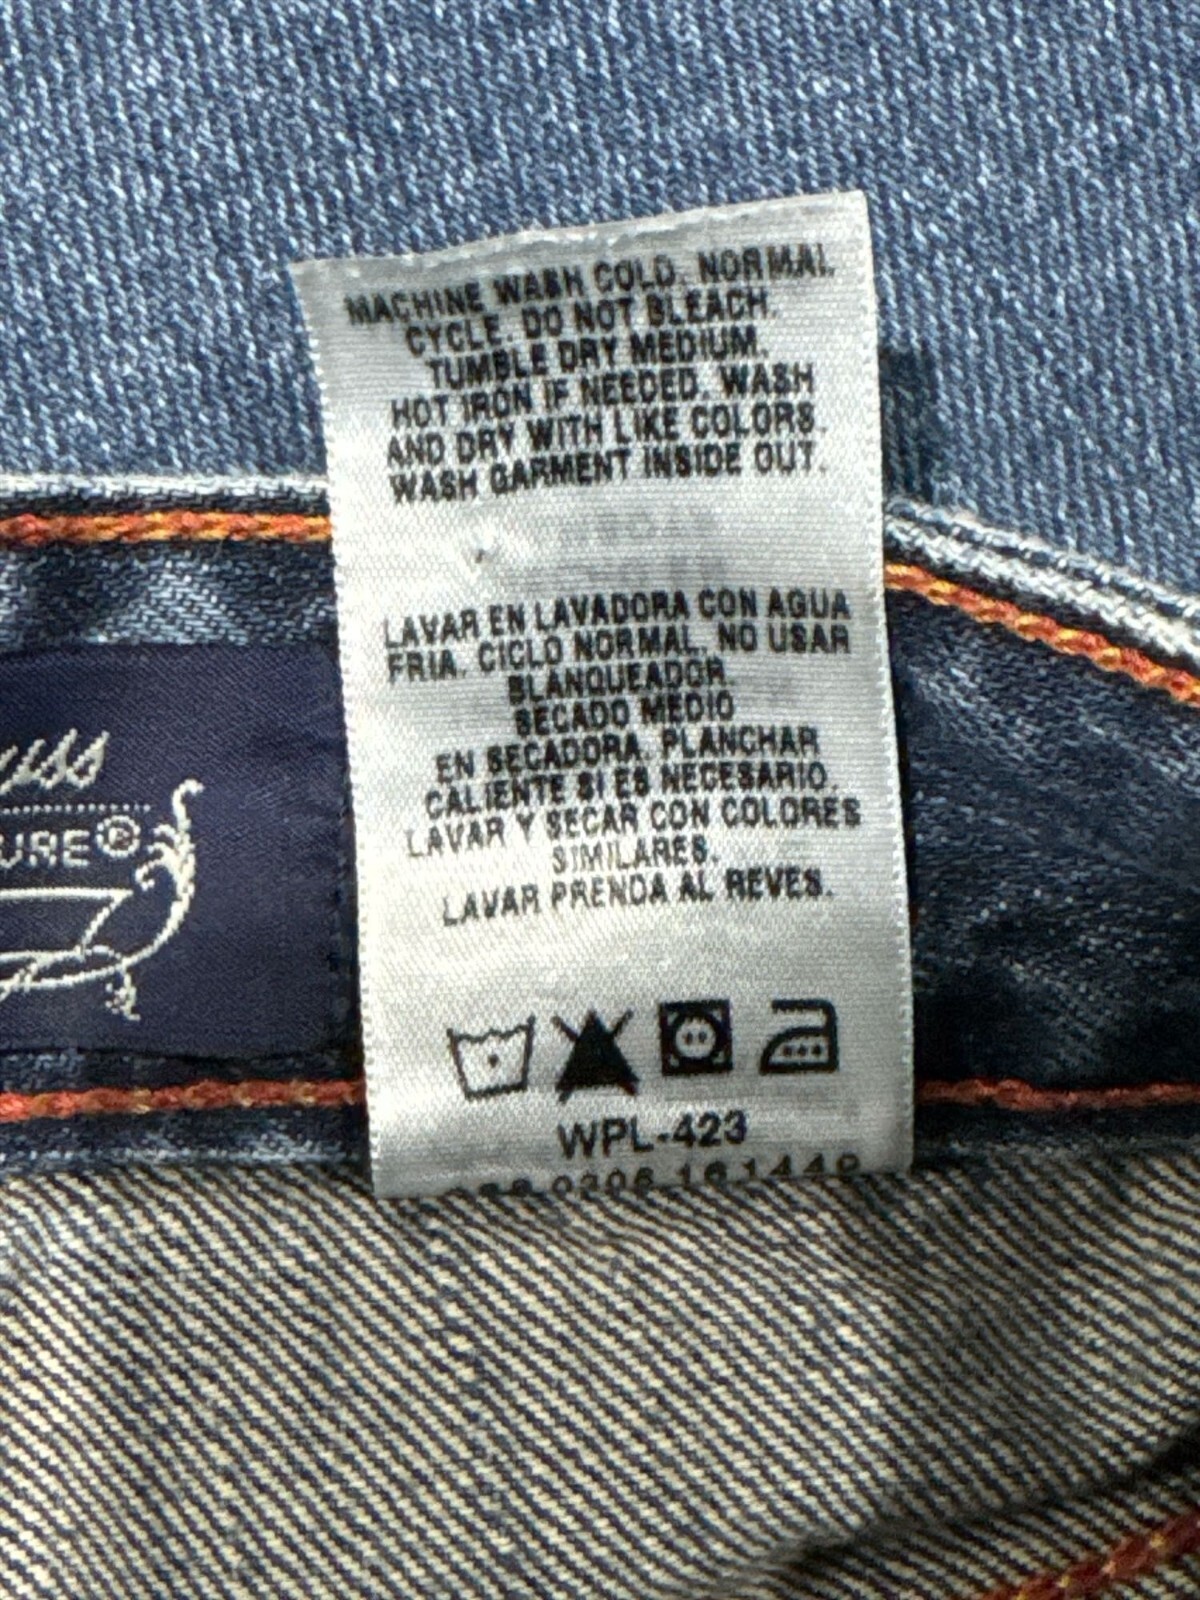 MACHINE WASH COLD. NORMAL
CYCLE. DO NOT BLEACH.
TUMBLE DRY MEDIUM.
HOT IRON IF NEEDED. WASH
AND DRY WITH LIKE COLORS.
WASH GARMENT INSIDE OUT.
LAVAR EN LAVADORA CON AGUA
FRIA. CICLO NORMAL. NO USAR
BLANQUEADOR.
SECADO MEDIO
EN SECADORA. PLANCHAR
CALIENTE SI ES NECESARIO.
LAVAR Y SECAR CON COLORES
SIMILARES.
LAVAR PRENDA AL REVES.
WPL-423
uss
URE®